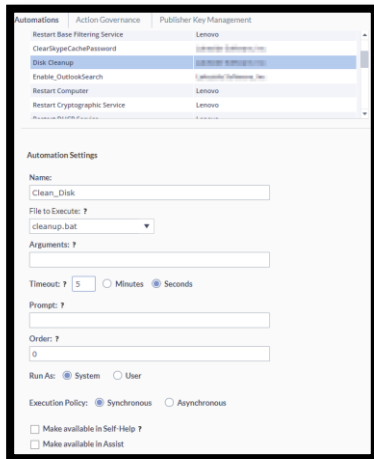 Automations Action Governance Publisher Key Management
Restart Base Filtering Service Lenovo
ClearSkypeCachePassword
Disk Cleanup
Enable_OutlookSearch
Restart Computer Lenovo
Restart Cryptographic Service Lenovo
Automation Settings
Name:
Clean_Disk
File to Execute: ?
cleanup.bat
Arguments: ?
Timeout: ? 5 Minutes Seconds
Prompt: ?
Order: ?
0
Run As: System User
Execution Policy: Synchronous Asynchronous
Make available in Self-Help ?
Make available in Assist